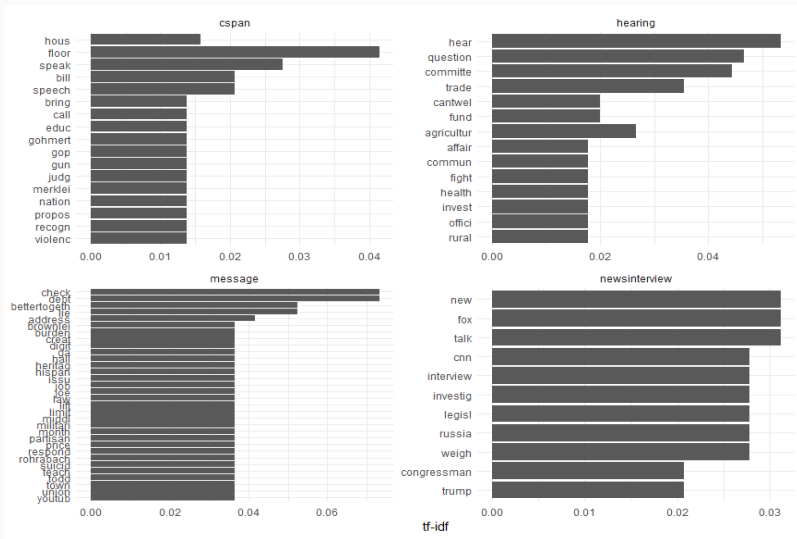 cspan
hous
floor
speak
bill
speech
bring
call
educ
gohmert
gop
gun
judg
merklei
nation
propos
recogn
violenc
0.00 0.01 0.02 0.03 0.04
hearing
hear
question
committe
trade
cantwel
fund
agricultur
affair
commun
fight
health
invest
offici
rural
0.00 0.02 0.04
message
check
debt
bettertogeth
lie
address
brownlei
burden
creat
digit
ga
hall
heritag
hispan
issu
job
joe
law
lift
limit
middl
militari
month
partisan
price
respond
rohrabach
suicid
teach
todd
town
union
youtub
0.00 0.02 0.04 0.06
newsinterview
new
fox
talk
cnn
interview
investig
legisl
russia
weigh
congressman
trump
0.00 0.01 0.02 0.03
tf-idf